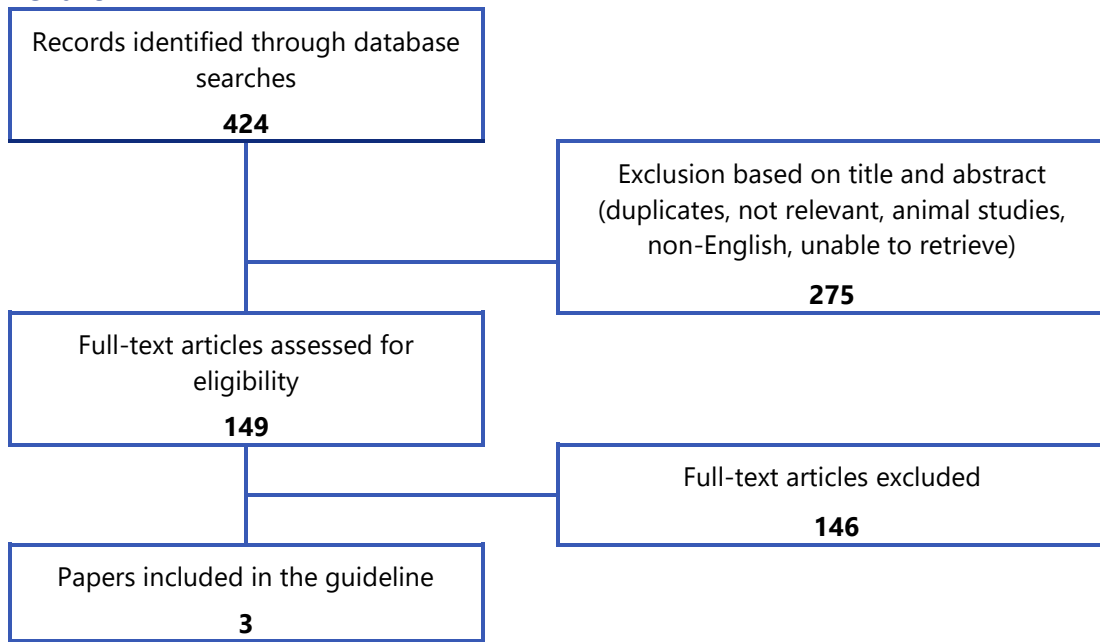 Records identified through database
searches
424
Exclusion based on title and abstract
(duplicates, not relevant, animal studies,
non-English, unable to retrieve)
275
Full-text articles assessed for
eligibility
149
Full-text articles excluded
146
Papers included in the guideline
3